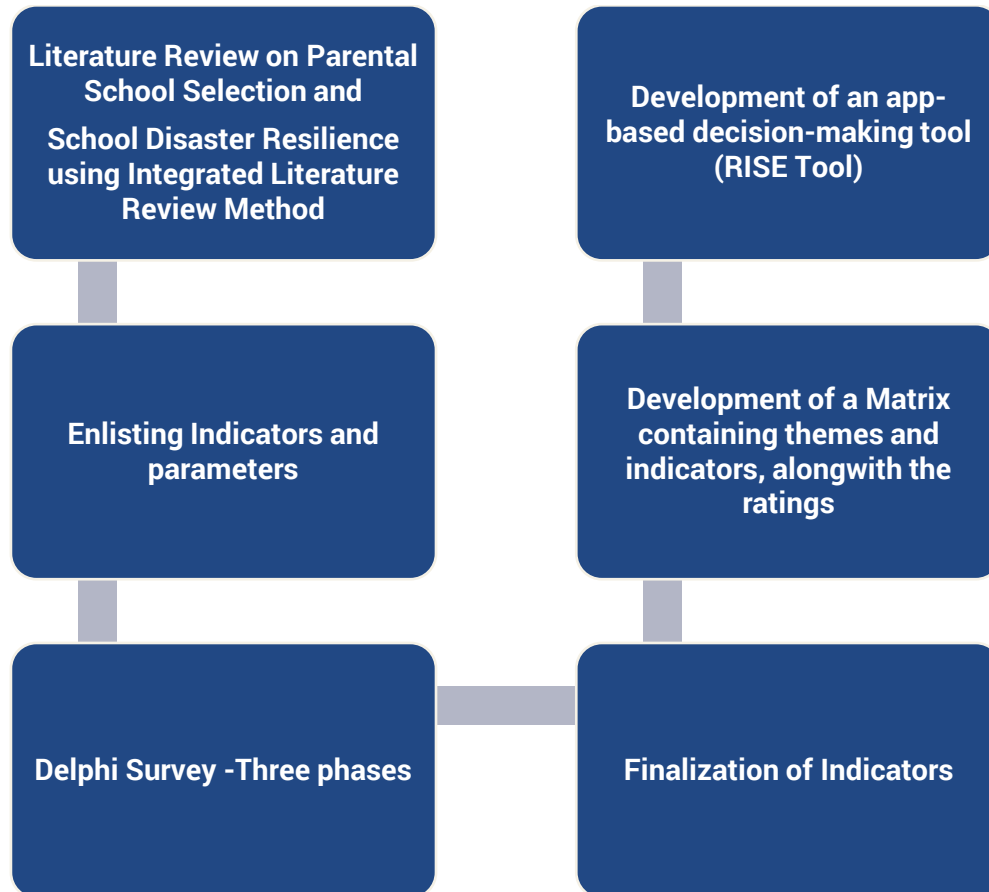 Literature Review on Parental
School Selection and
School Disaster Resilience
using Integrated Literature
Review Method
Enlisting Indicators and
parameters
Delphi Survey -Three phases
Finalization of Indicators
Development of a Matrix
containing themes and
indicators, alongwith the
ratings
Development of an app-
based decision-making tool
(RISE Tool)